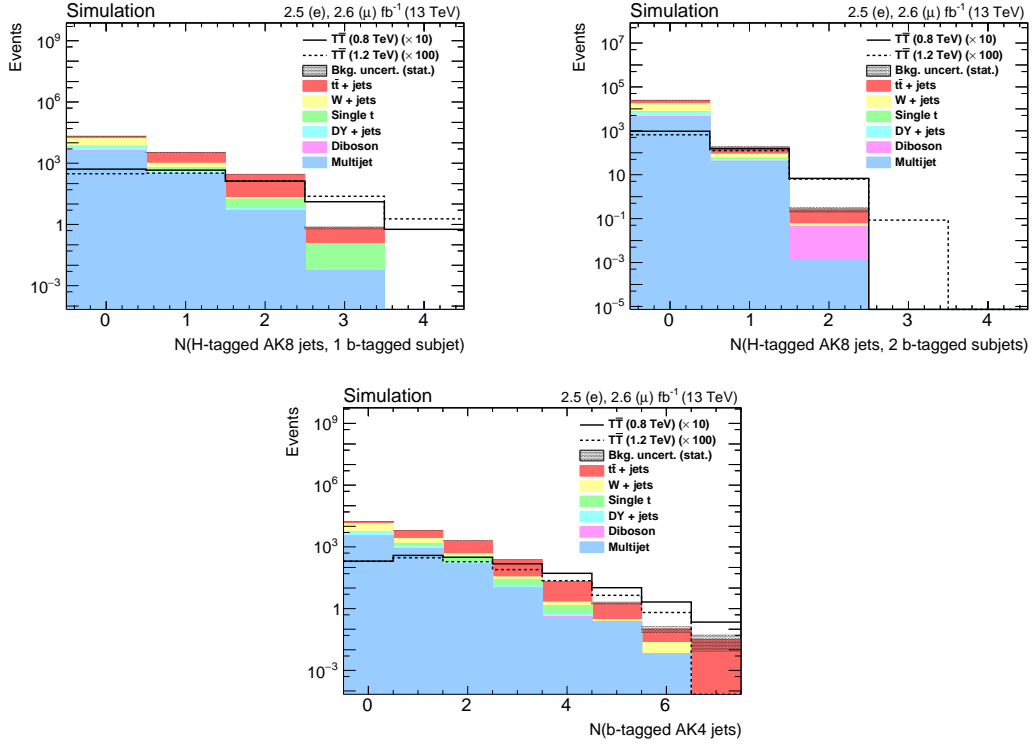 Simulation 2.5 (e), 2.6 (μ) fb⁻¹ (13 TeV)
Events
10⁹
10⁶
10³
1
10⁻³
TT̅ (0.8 TeV) (× 10)
TT̅ (1.2 TeV) (× 100)
Bkg. uncert. (stat.)
tt̅ + jets
W + jets
Single t
DY + jets
Diboson
Multijet
0 1 2 3 4
N(H-tagged AK8 jets, 1 b-tagged subjet)
Simulation 2.5 (e), 2.6 (μ) fb⁻¹ (13 TeV)
Events
10⁷
10⁵
10³
10
10⁻¹
10⁻³
10⁻⁵
TT̅ (0.8 TeV) (× 10)
TT̅ (1.2 TeV) (× 100)
Bkg. uncert. (stat.)
tt̅ + jets
W + jets
Single t
DY + jets
Diboson
Multijet
0 1 2 3 4
N(H-tagged AK8 jets, 2 b-tagged subjets)
Simulation 2.5 (e), 2.6 (μ) fb⁻¹ (13 TeV)
Events
10⁹
10⁶
10³
1
10⁻³
TT̅ (0.8 TeV) (× 10)
TT̅ (1.2 TeV) (× 100)
Bkg. uncert. (stat.)
tt̅ + jets
W + jets
Single t
DY + jets
Diboson
Multijet
0 2 4 6
N(b-tagged AK4 jets)